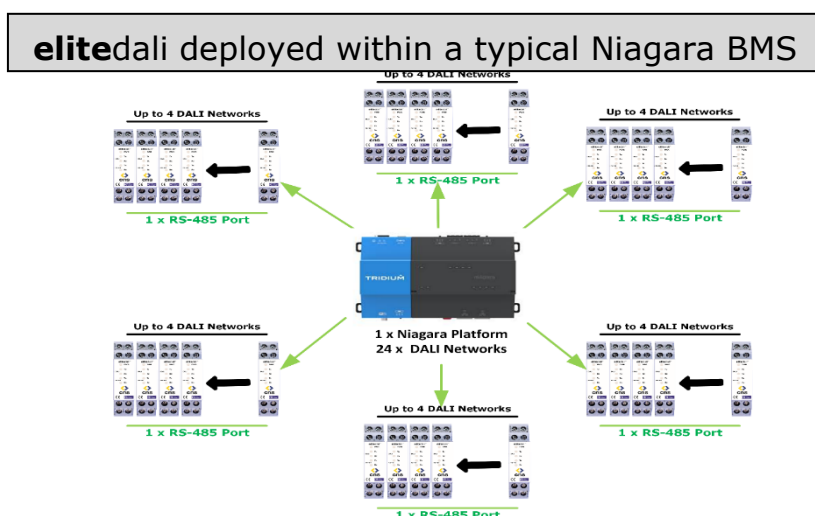 elitedali deployed within a typical Niagara BMS
Up to 4 DALI Networks
1 x RS-485 Port
Up to 4 DALI Networks
1 x RS-485 Port
Up to 4 DALI Networks
1 x RS-485 Port
TRIDIUM
1 x Niagara Platform
24 x DALI Networks
Up to 4 DALI Networks
1 x RS-485 Port
Up to 4 DALI Networks
1 x RS-485 Port
Up to 4 DALI Networks
1 x RS-485 Port